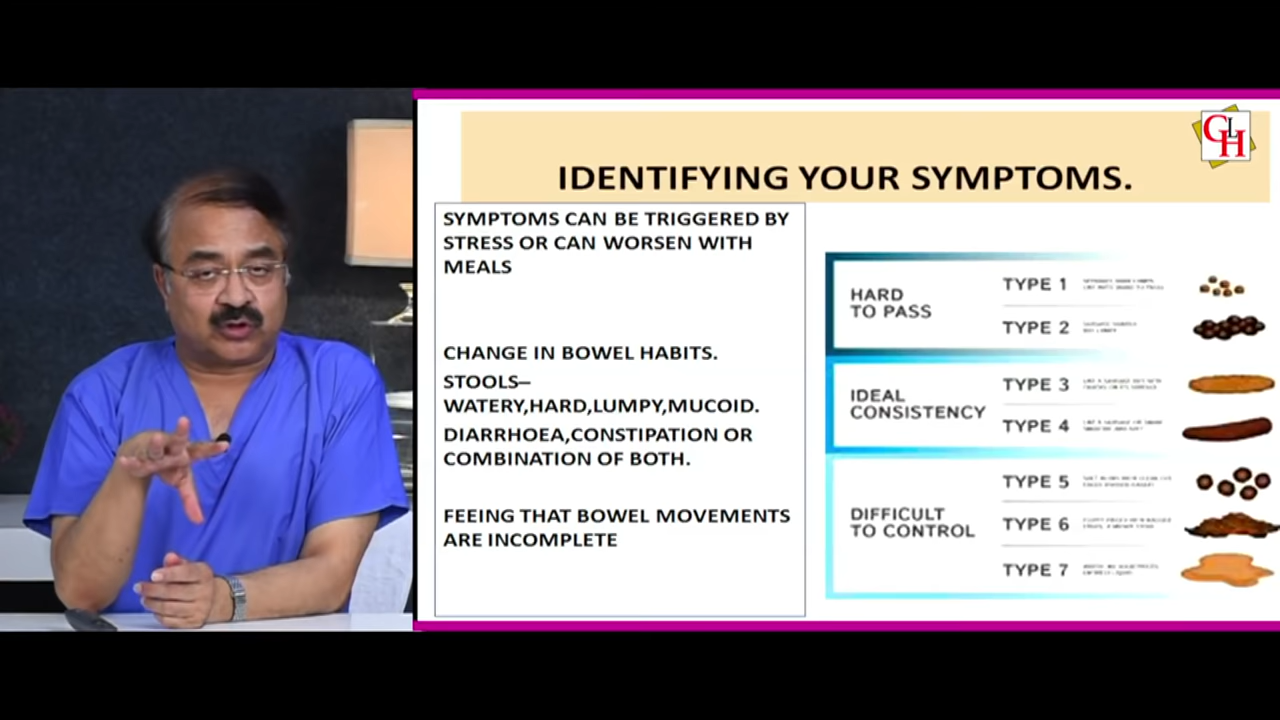 GLH
IDENTIFYING YOUR SYMPTOMS.
SYMPTOMS CAN BE TRIGGERED BY
STRESS OR CAN WORSEN WITH
MEALS
CHANGE IN BOWEL HABITS.
STOOLS–
WATERY,HARD,LUMPY,MUCOID.
DIARRHOEA,CONSTIPATION OR
COMBINATION OF BOTH.
FEEING THAT BOWEL MOVEMENTS
ARE INCOMPLETE
HARD
TO PASS
TYPE 1
TYPE 2
IDEAL
CONSISTENCY
TYPE 3
TYPE 4
DIFFICULT
TO CONTROL
TYPE 5
TYPE 6
TYPE 7